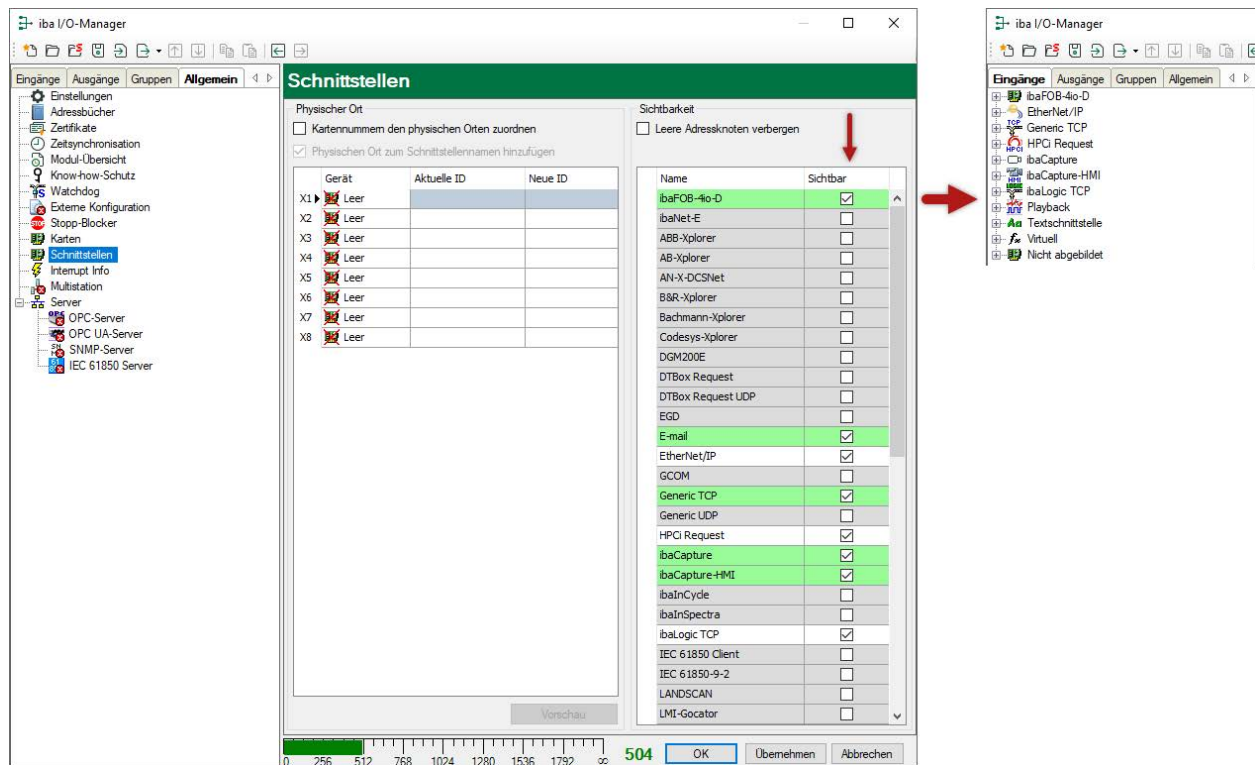 iba I/O-Manager
Eingänge Ausgänge Gruppen Allgemein
Einstellungen
Adressbücher
Zertifikate
Zeitsynchronisation
Modul-Übersicht
Know-how-Schutz
Watchdog
Externe Konfiguration
Stopp-Blocker
Karten
Schnittstellen
Interrupt Info
Multistation
Server
OPC-Server
OPC UA-Server
SNMP-Server
IEC 61850 Server
Schnittstellen
Physischer Ort
Kartennummern den physischen Orten zuordnen
Physischen Ort zum Schnittstellennamen hinzufügen
Gerät Aktuelle ID Neue ID
X1 Leer
X2 Leer
X3 Leer
X4 Leer
X5 Leer
X6 Leer
X7 Leer
X8 Leer
Vorschau
Sichtbarkeit
Leere Adressknoten verbergen
Name Sichtbar
ibaFOB-4io-D
ibaNet-E
ABB-Xplorer
AB-Xplorer
AN-X-DCSNet
B&R-Xplorer
Bachmann-Xplorer
Codesys-Xplorer
DGM200E
DTBox Request
DTBox Request UDP
EGD
E-mail
EtherNet/IP
GCOM
Generic TCP
Generic UDP
HPCi Request
ibaCapture
ibaCapture-HMI
ibaInCycle
ibaInSpectra
ibaLogic TCP
IEC 61850 Client
IEC 61850-9-2
LANDSCAN
LMI-Gocator
0 256 512 768 1024 1280 1536 1792 ∞ 504 OK Übernehmen Abbrechen
iba I/O-Manager
Eingänge Ausgänge Gruppen Allgemein
ibaFOB-4io-D
EtherNet/IP
Generic TCP
HPCi Request
ibaCapture
ibaCapture-HMI
ibaLogic TCP
Playback
Textschnittstelle
Virtuell
Nicht abgebildet